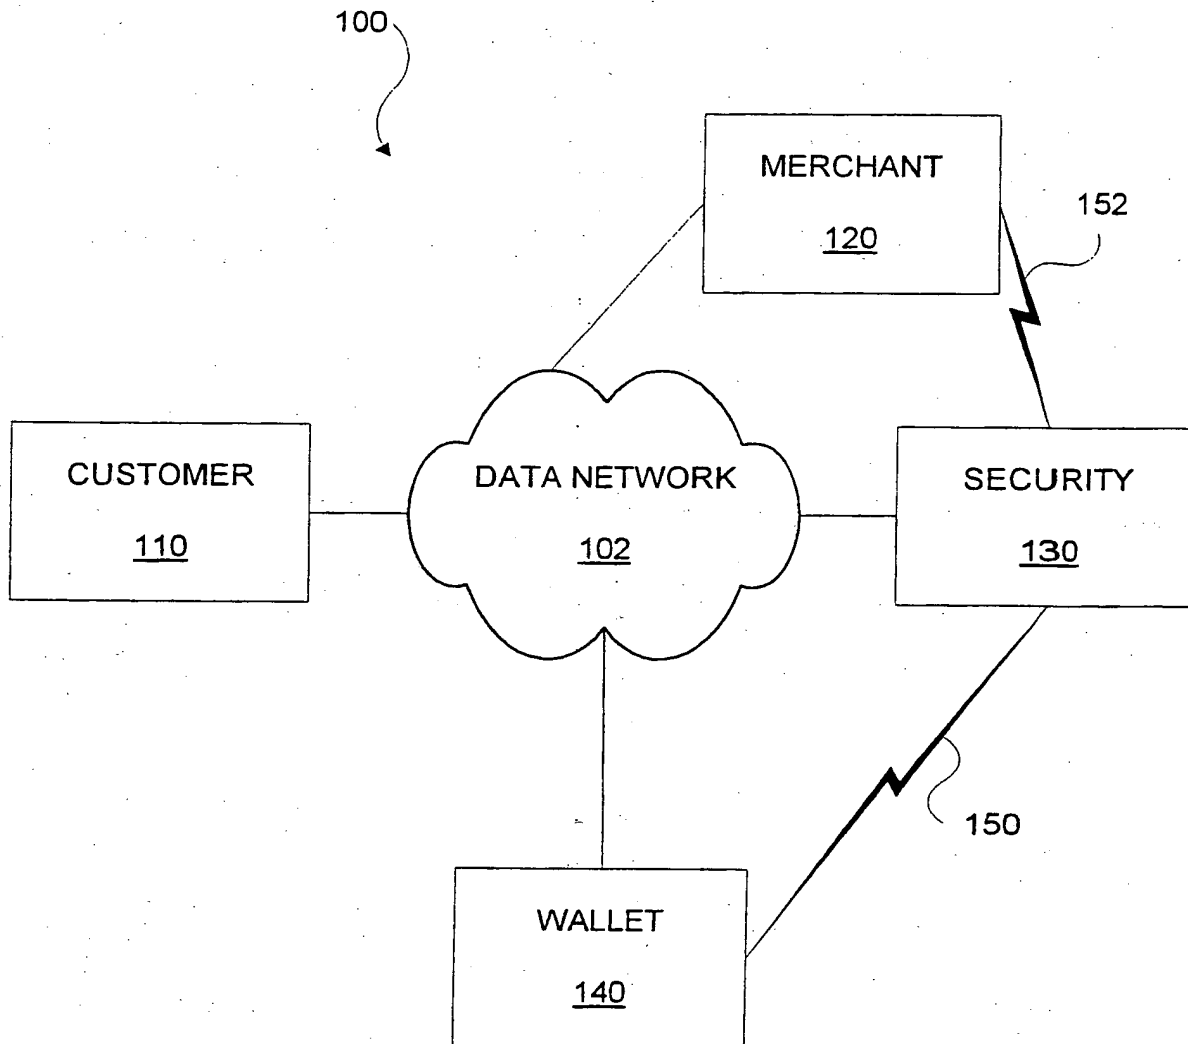 100
MERCHANT
120
152
CUSTOMER
110
DATA NETWORK
102
SECURITY
130
150
WALLET
140